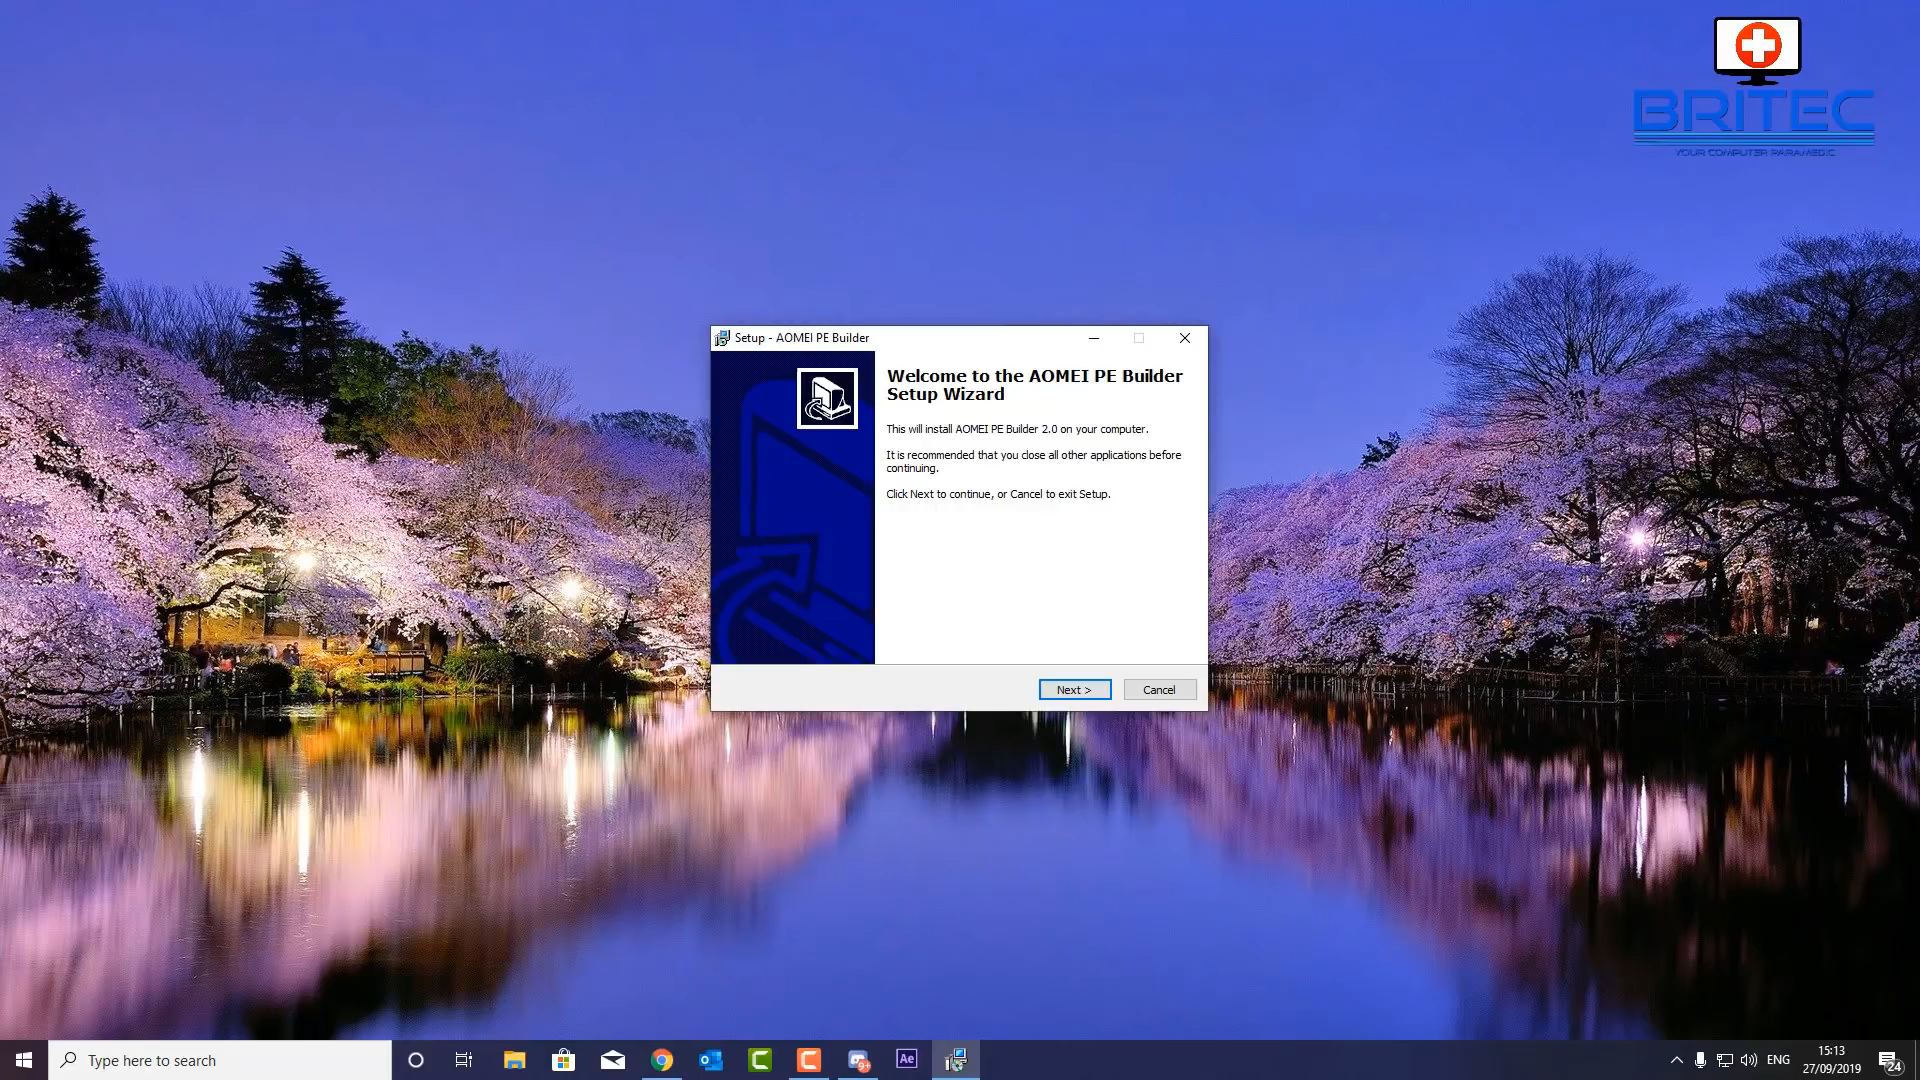 BRITEC
YOUR COMPUTER PARAMEDIC
Setup - AOMEI PE Builder
Welcome to the AOMEI PE Builder
Setup Wizard
This will install AOMEI PE Builder 2.0 on your computer.
It is recommended that you close all other applications before
continuing.
Click Next to continue, or Cancel to exit Setup.
Next >
Cancel
Type here to search
9+
Ae
ENG
15:13
27/09/2019
24